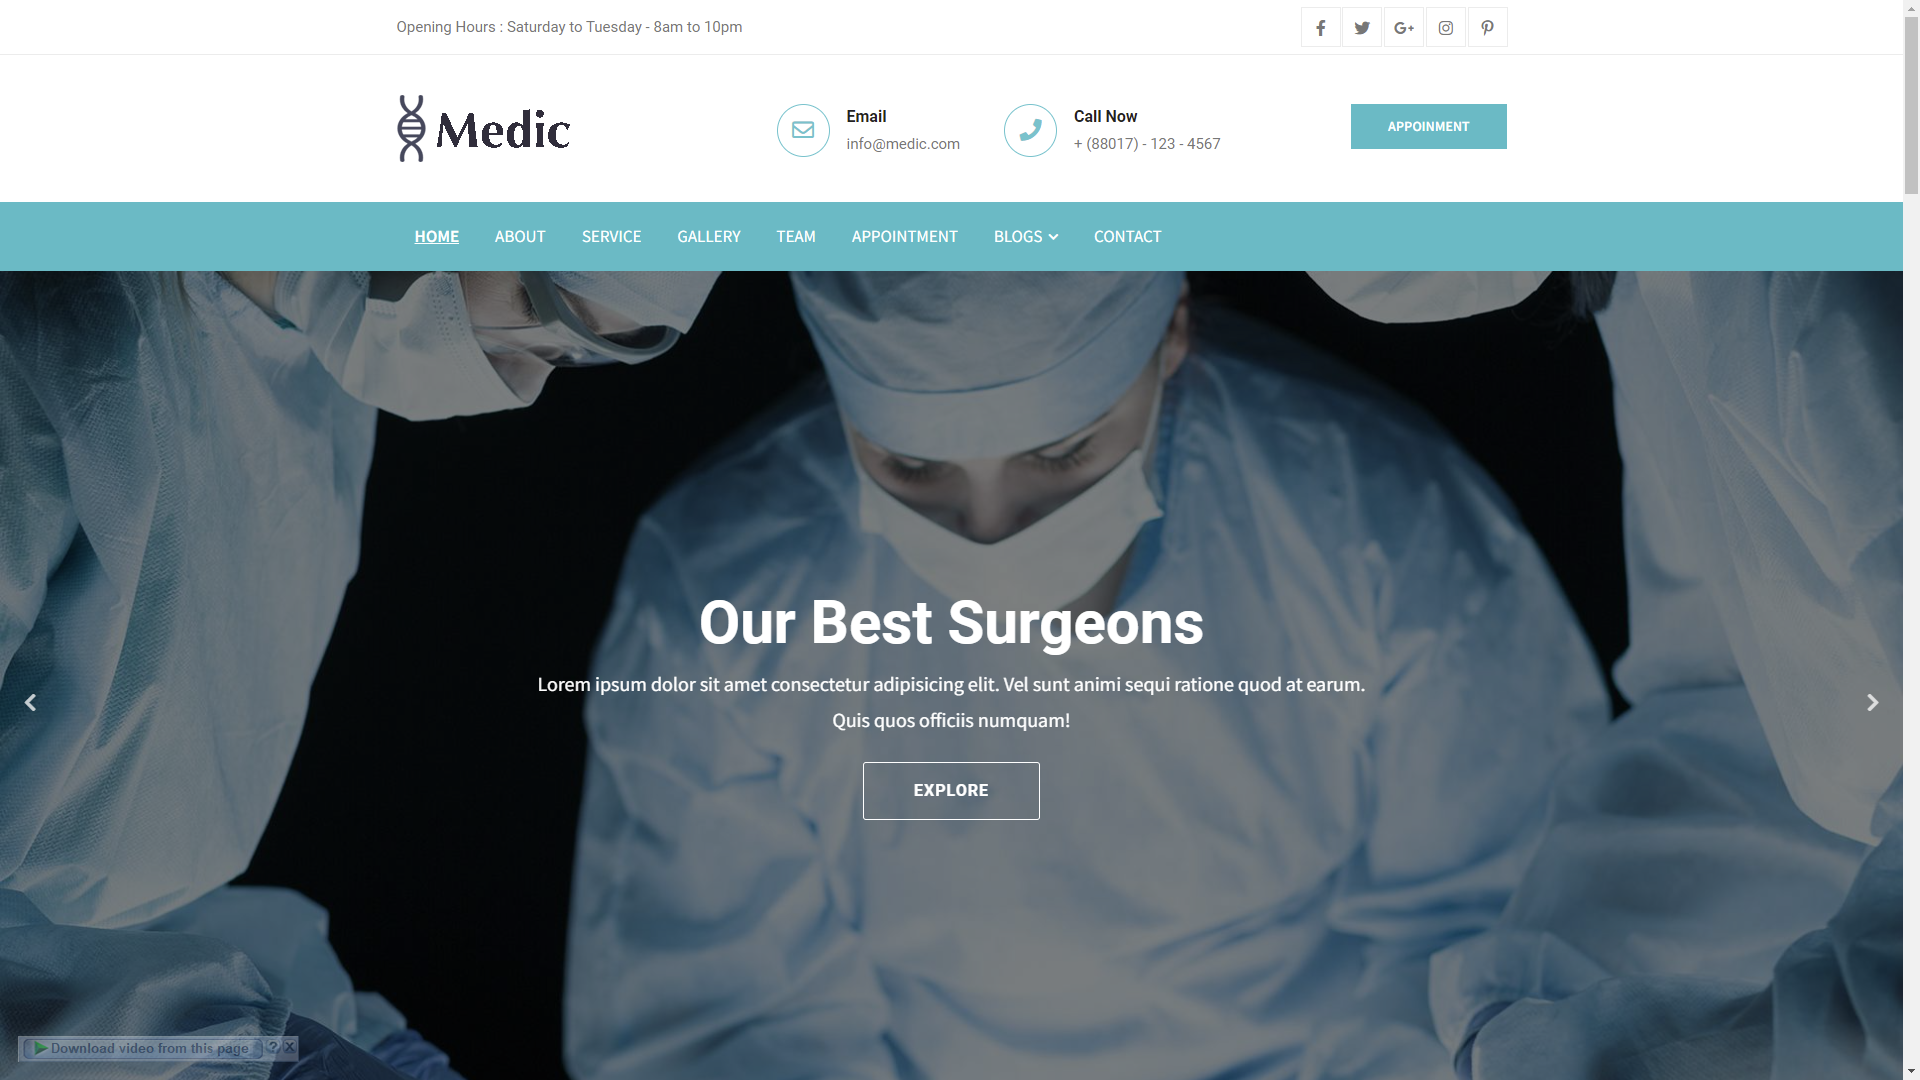 Opening Hours : Saturday to Tuesday - 8am to 10pm
Medic
Email
info@medic.com
Call Now
+ (88017) - 123 - 4567
APPOINMENT
HOME
ABOUT
SERVICE
GALLERY
TEAM
APPOINTMENT
BLOGS
CONTACT
Our Best Surgeons
Lorem ipsum dolor sit amet consectetur adipisicing elit. Vel sunt animi sequi ratione quod at earum.
Quis quos officiis numquam!
EXPLORE
Download video from this page ? X